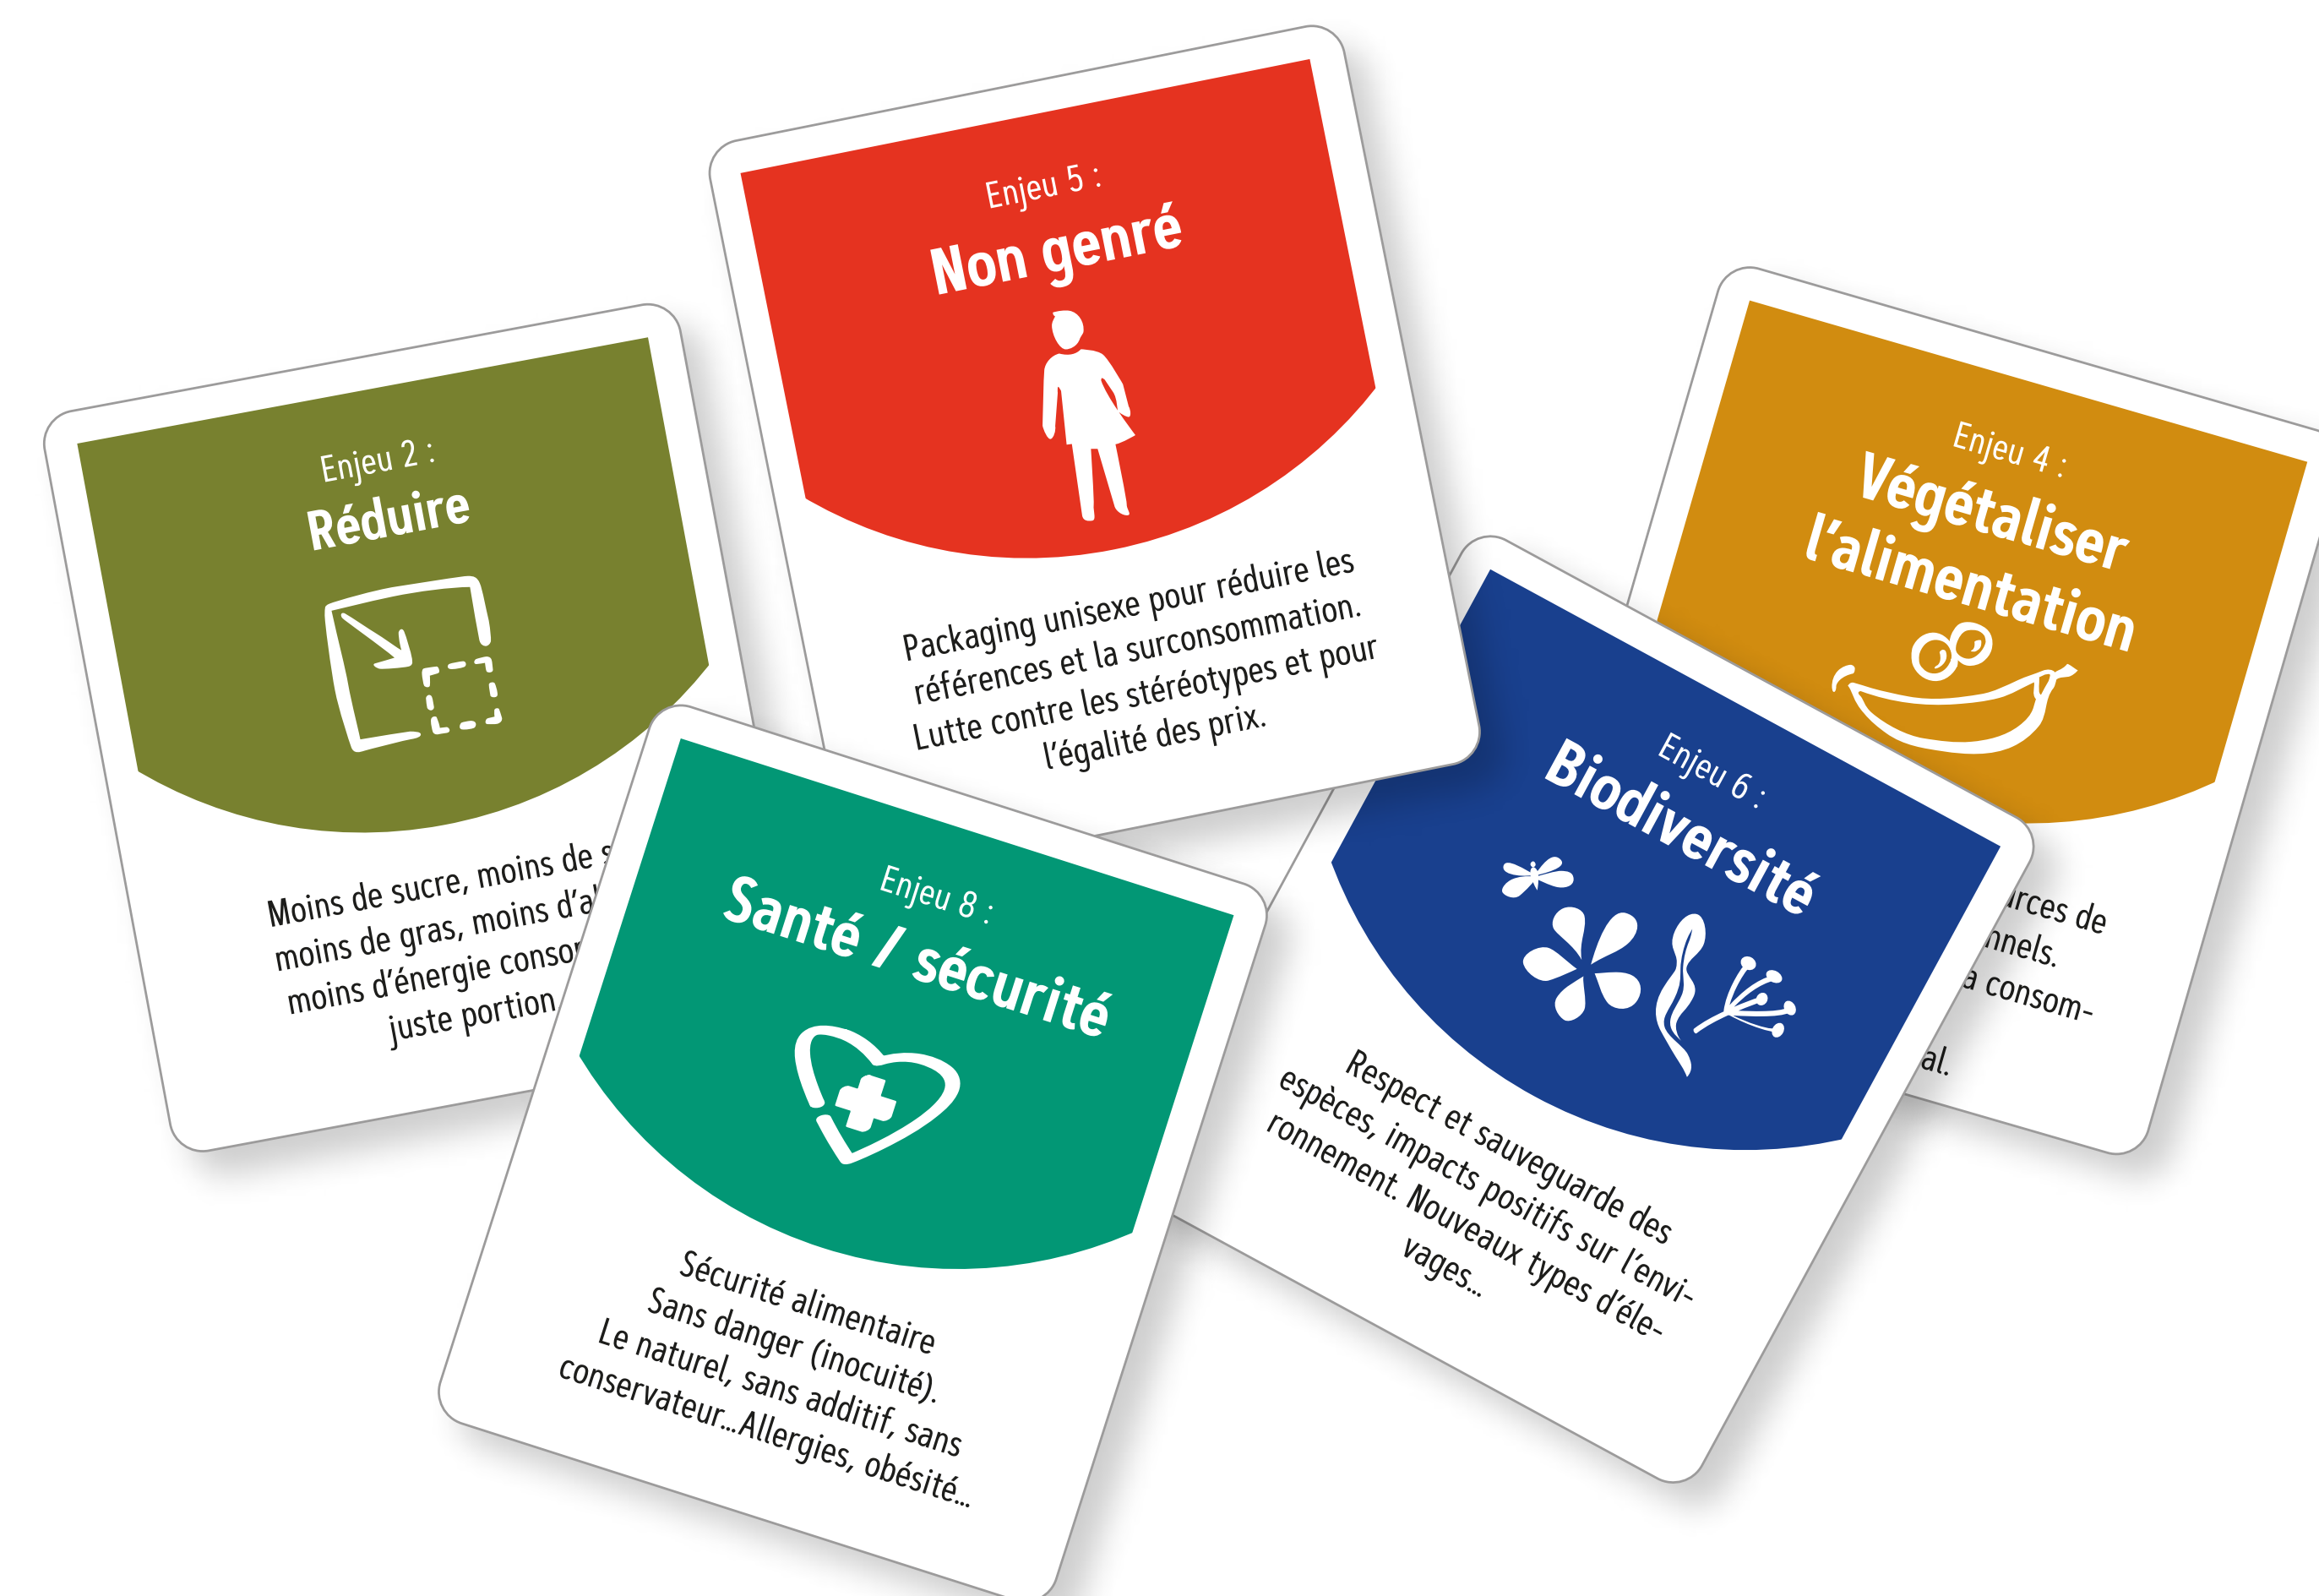 Enjeu 2 :
Réduire
Moins de sucre, moins de
moins de gras, moins
moins d'énergie
juste portion
Enjeu 5 :
Non genré
Packaging unisexe pour réduire les
références et la surconsommation.
Lutte contre les stéréotypes et pour
l'égalité des prix.
Enjeu 4 :
Végétaliser
l'alimentation
de
consom-
Enjeu 8 :
Santé / sécurité
Sécurité alimentaire
Sans danger (inocuité).
Le naturel, sans additif, sans
conservateur...Allergies, obésité...
Enjeu 6 :
Biodiversité
Respect et sauveguarde des
espèces, impacts positifs sur l'envi-
ronnement. Nouveaux types d'éle-
vages...